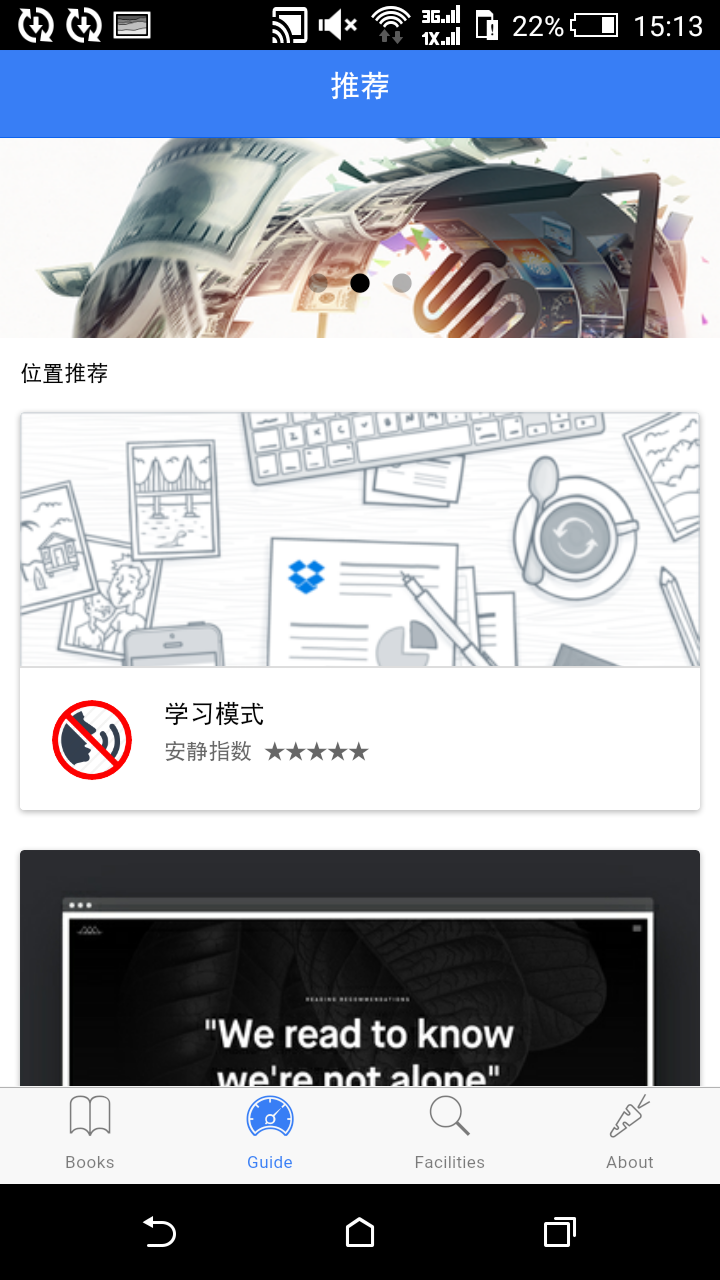 3G
1X
22%
15:13
推荐
位置推荐
学习模式
安静指数 ★★★★★
READING RECOMMENDATIONS
"We read to know
we're not alone"
Books
Guide
Facilities
About